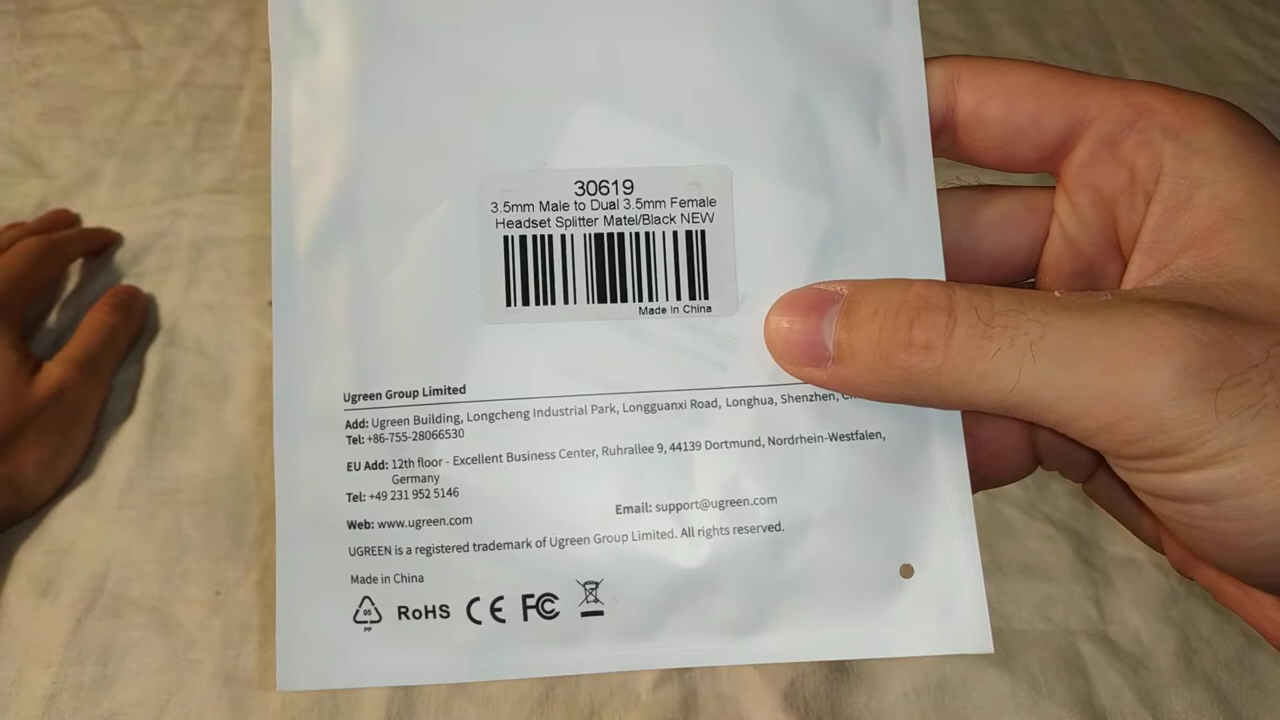 30619
3.5mm Male to Dual 3.5mm Female
Headset Splitter Matel/Black NEW
Made In China
Ugreen Group Limited
Add: Ugreen Building, Longcheng Industrial Park, Longguanxi Road, Longhua, Shenzhen,
Tel: +86-755-28066530
EU Add: 12th floor - Excellent Business Center, Ruhrallee 9, 44139 Dortmund, Nordrhein-Westfalen,
Germany
Tel: +49 231 952 5146
Web: www.ugreen.com
Email: support@ugreen.com
UGREEN is a registered trademark of Ugreen Group Limited. All rights reserved.
Made in China
05
PP
RoHS CE FC